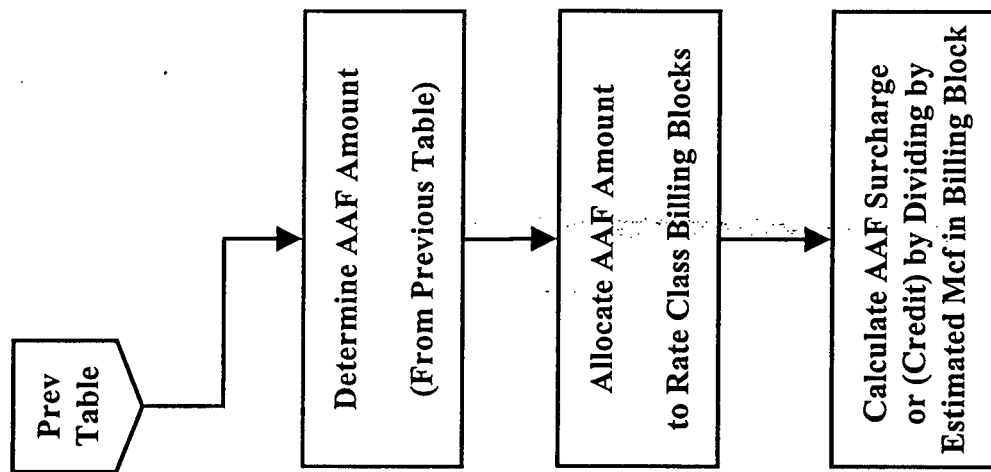 Prev
Table
Determine AAF Amount
(From Previous Table)
Allocate AAF Amount
to Rate Class Billing Blocks
Calculate AAF Surcharge
or (Credit) by Dividing by
Estimated Mcf in Billing Block